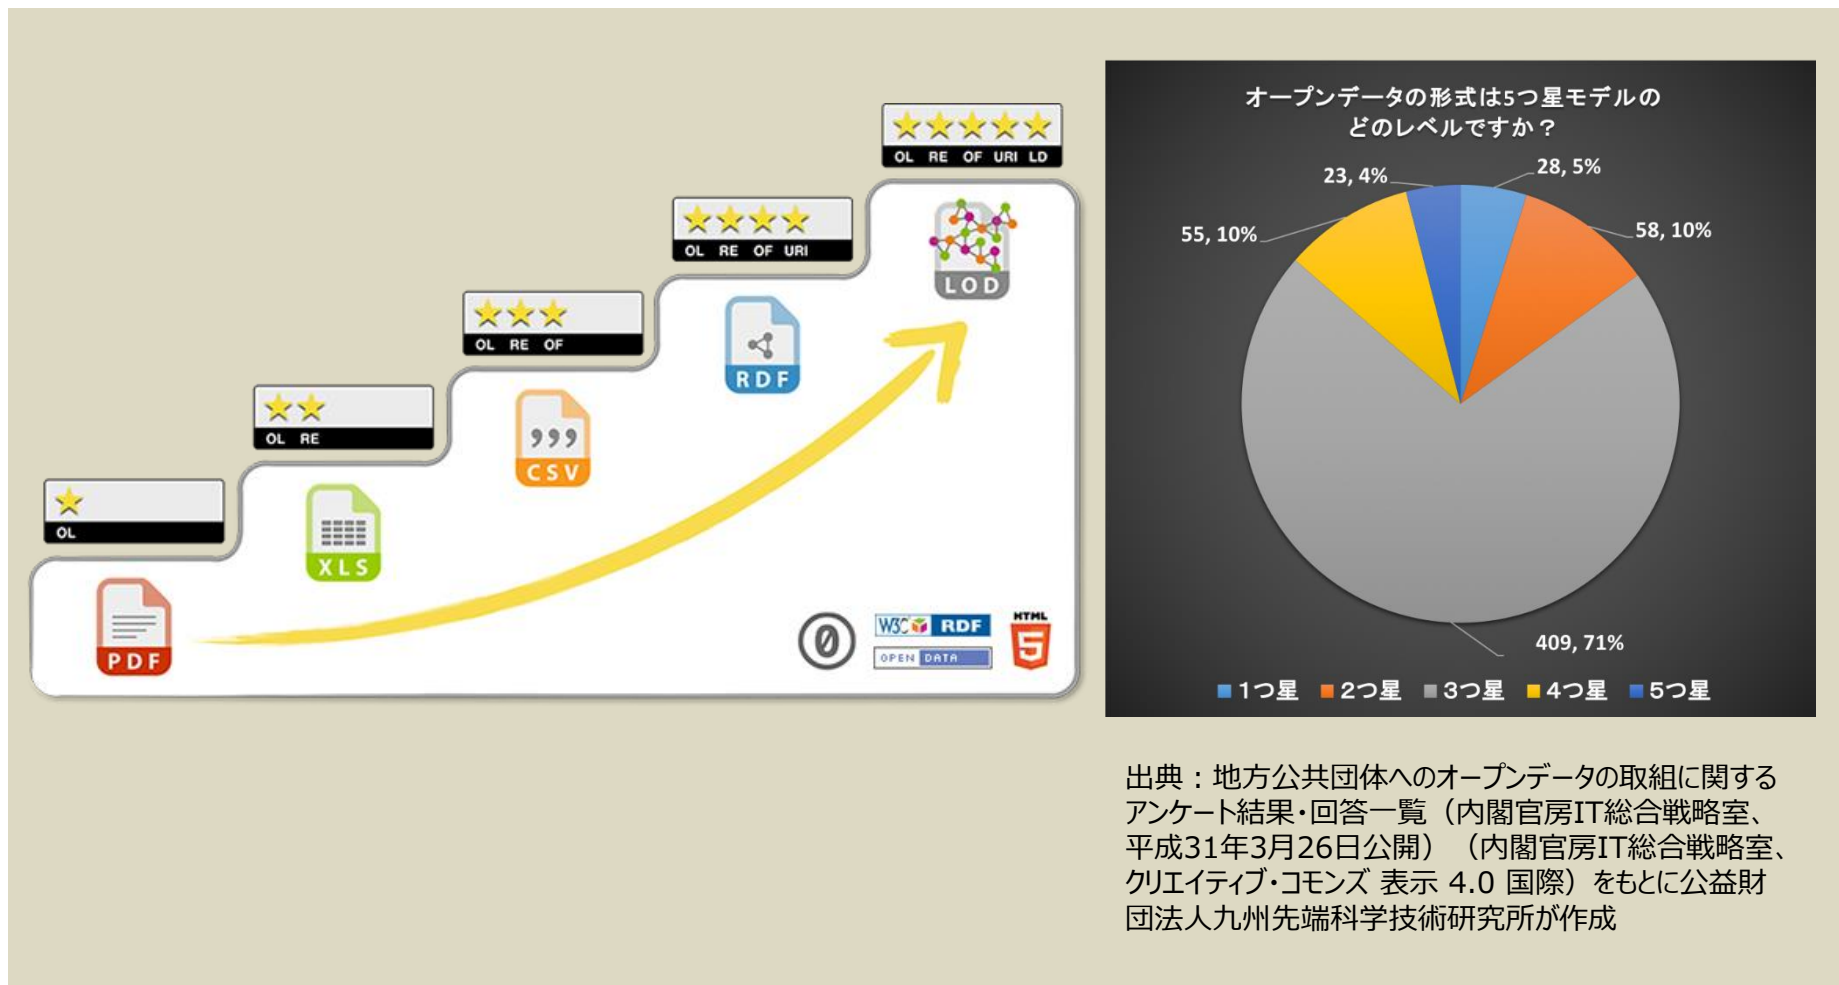 ★★★★★
OL RE OF URI LD
LOD
★★★★
OL RE OF URI
RDF
★★★
OL RE OF
CSV
★★
OL RE
XLS
★
OL
PDF
0
W3C RDF
OPEN DATA
HTML
5
オープンデータの形式は5つ星モデルの
どのレベルですか？
23, 4%
28, 5%
55, 10%
58, 10%
409, 71%
1つ星 2つ星 3つ星 4つ星 5つ星
出典：地方公共団体へのオープンデータの取組に関する
アンケート結果・回答一覧（内閣官房IT総合戦略室、
平成31年3月26日公開）（内閣官房IT総合戦略室、
クリエイティブ・コモンズ 表示 4.0 国際）をもとに公益財
団法人九州先端科学技術研究所が作成